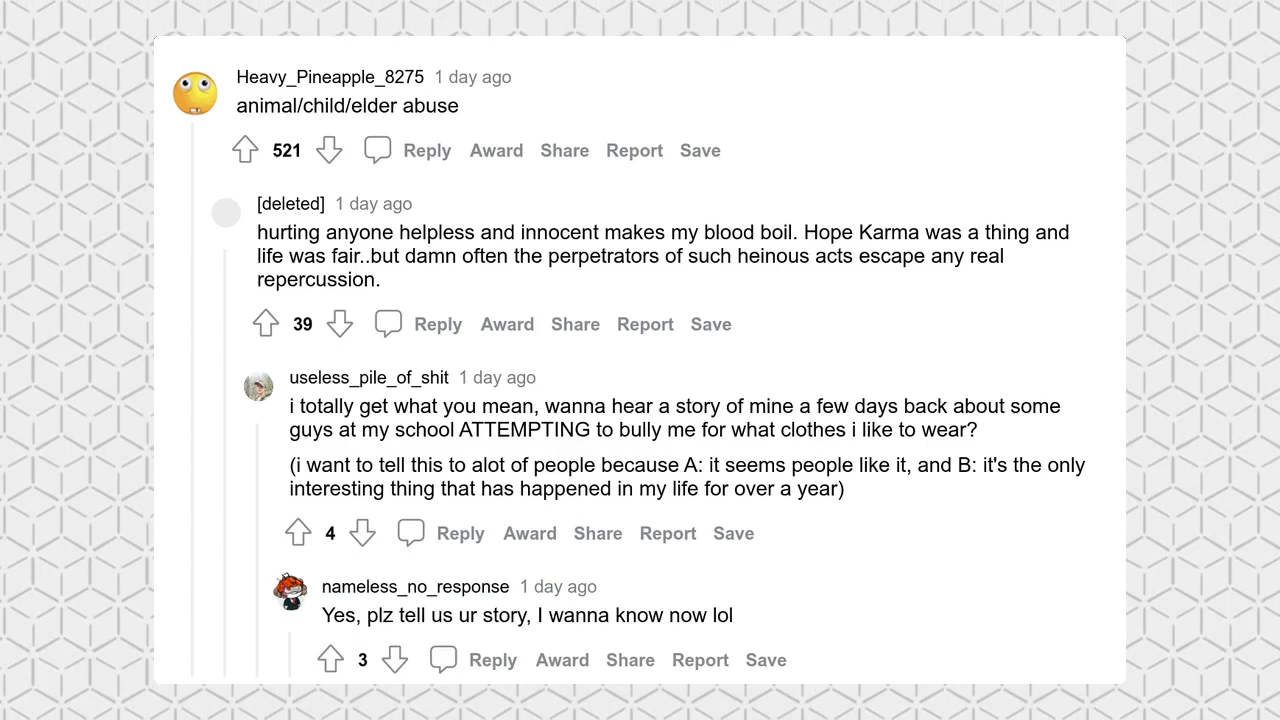 Heavy_Pineapple_8275 1 day ago
animal/child/elder abuse
521 Reply Award Share Report Save
[deleted] 1 day ago
hurting anyone helpless and innocent makes my blood boil. Hope Karma was a thing and
life was fair..but damn often the perpetrators of such heinous acts escape any real
repercussion.
39 Reply Award Share Report Save
useless_pile_of_shit 1 day ago
i totally get what you mean, wanna hear a story of mine a few days back about some
guys at my school ATTEMPTING to bully me for what clothes i like to wear?
(i want to tell this to alot of people because A: it seems people like it, and B: it's the only
interesting thing that has happened in my life for over a year)
4 Reply Award Share Report Save
nameless_no_response 1 day ago
Yes, plz tell us ur story, I wanna know now lol
3 Reply Award Share Report Save